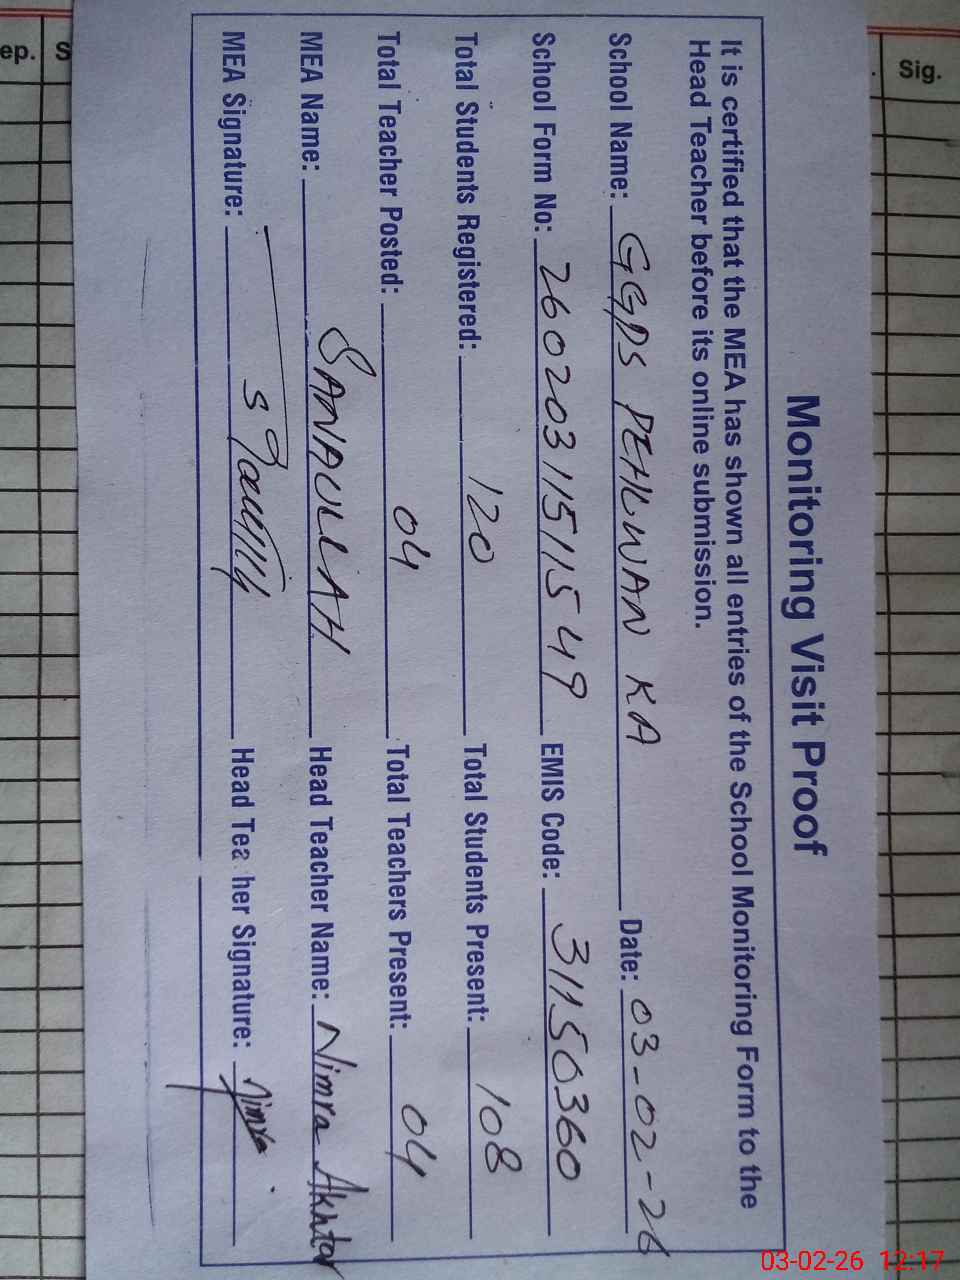 Monitoring Visit Proof
It is certified that the MEA has shown all entries of the School Monitoring Form to the
Head Teacher before its online submission.
School Name: GGPS PEHLWAN KA Date: 03-02-26
School Form No: 26020311511549 EMIS Code: 31150360
Total Students Registered: 120 Total Students Present: 108
Total Teacher Posted: 04 Total Teachers Present: 04
MEA Name: SANAULLAH Head Teacher Name: Nimra Akhtar
MEA Signature: Head Teacher Signature: Nimra
ep. S
Sig.
03-02-26 12:17